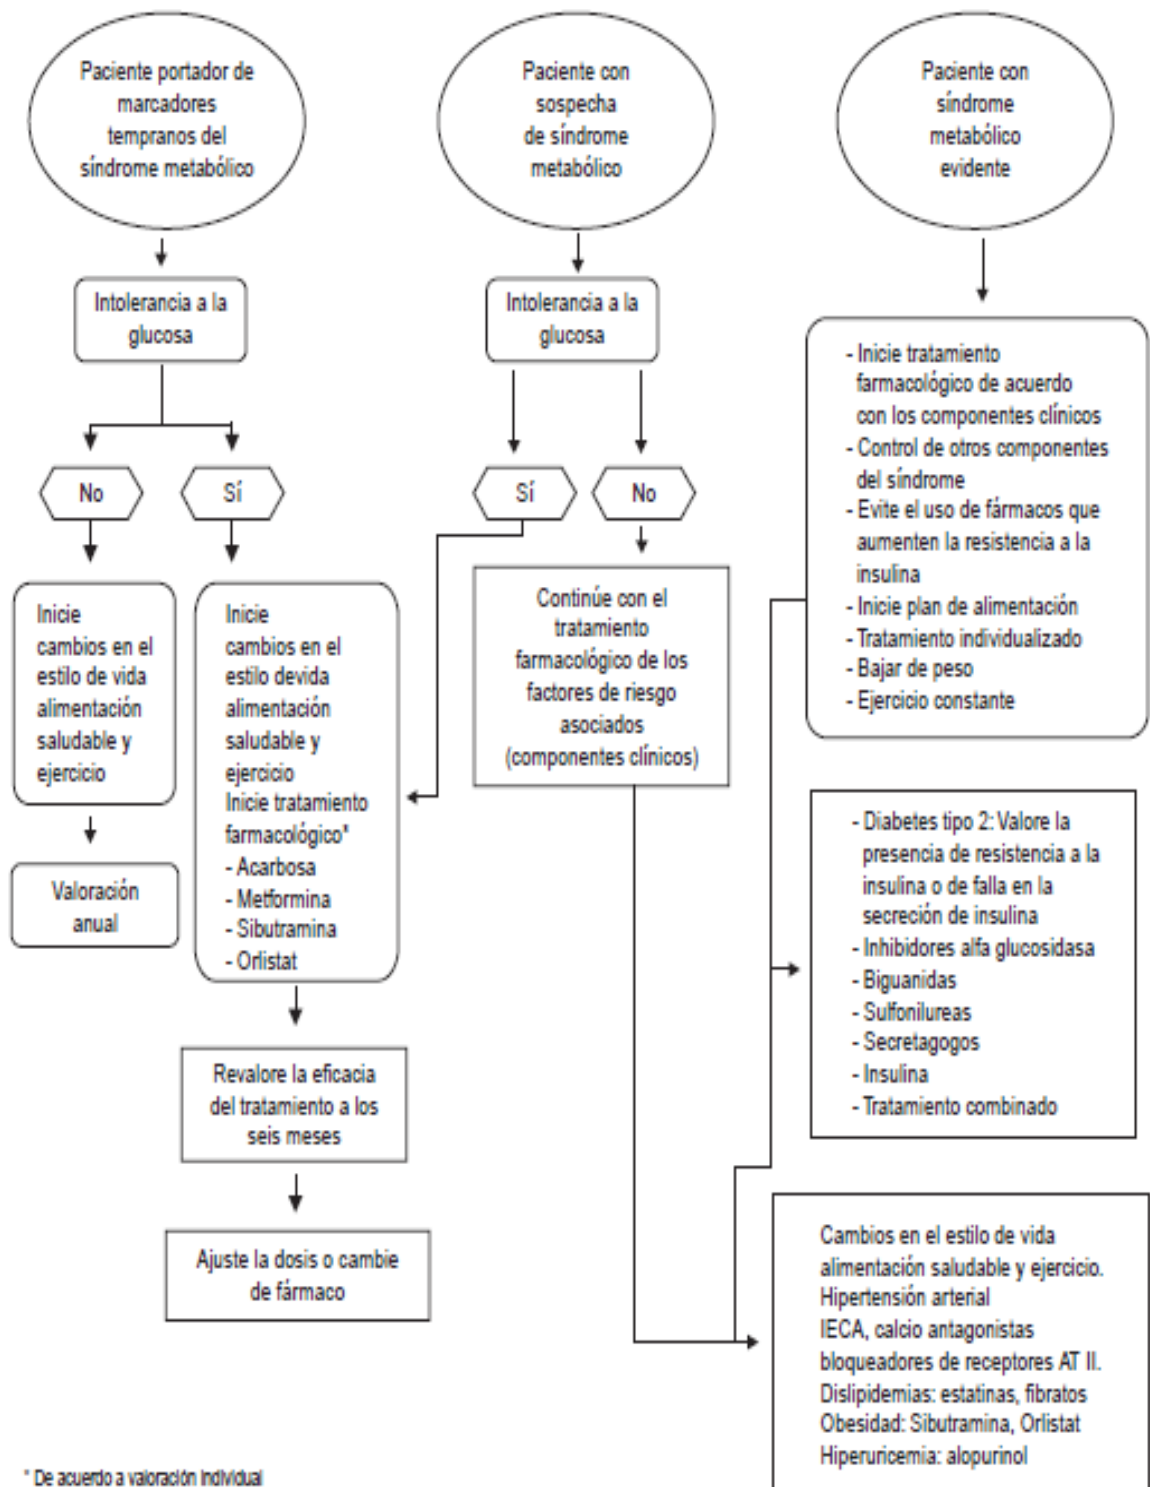 Paciente portador de
marcadores
tempranos del
síndrome metabólico
Intolerancia a la
glucosa
No
Sí
Inicie
cambios en el
estilo de vida
alimentación
saludable y
ejercicio
Valoración
anual
Inicie
cambios en el
estilo devida
alimentación
saludable y
ejercicio
Inicie tratamiento
farmacológico*
- Acarbosa
- Metformina
- Sibutramina
- Orlistat
Revalore la eficacia
del tratamiento a los
seis meses
Ajuste la dosis o cambie
de fármaco
Paciente con
sospecha
de síndrome
metabólico
Intolerancia a la
glucosa
Sí
No
Continúe con el
tratamiento
farmacológico de los
factores de riesgo
asociados
(componentes clínicos)
Paciente con
síndrome
metabólico
evidente
- Inicie tratamiento
farmacológico de acuerdo
con los componentes clínicos
- Control de otros componentes
del síndrome
- Evite el uso de fármacos que
aumenten la resistencia a la
insulina
- Inicie plan de alimentación
- Tratamiento individualizado
- Bajar de peso
- Ejercicio constante
- Diabetes tipo 2: Valore la
presencia de resistencia a la
insulina o de falla en la
secreción de insulina
- Inhibidores alfa glucosidasa
- Biguanidas
- Sulfonilureas
- Secretagogos
- Insulina
- Tratamiento combinado
Cambios en el estilo de vida
alimentación saludable y ejercicio.
Hipertensión arterial
IECA, calcio antagonistas
bloqueadores de receptores AT II.
Dislipidemias: estatinas, fibratos
Obesidad: Sibutramina, Orlistat
Hiperuricemia: alopurinol
* De acuerdo a valoración individual